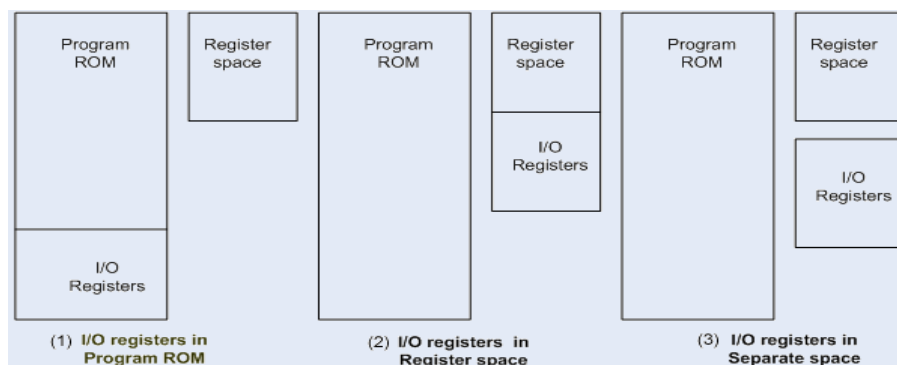 Program
ROM
Register
space
I/O
Registers
(1) I/O registers in
Program ROM
Program
ROM
Register
space
I/O
Registers
(2) I/O registers in
Register space
Program
ROM
Register
space
I/O
Registers
(3) I/O registers in
Separate space